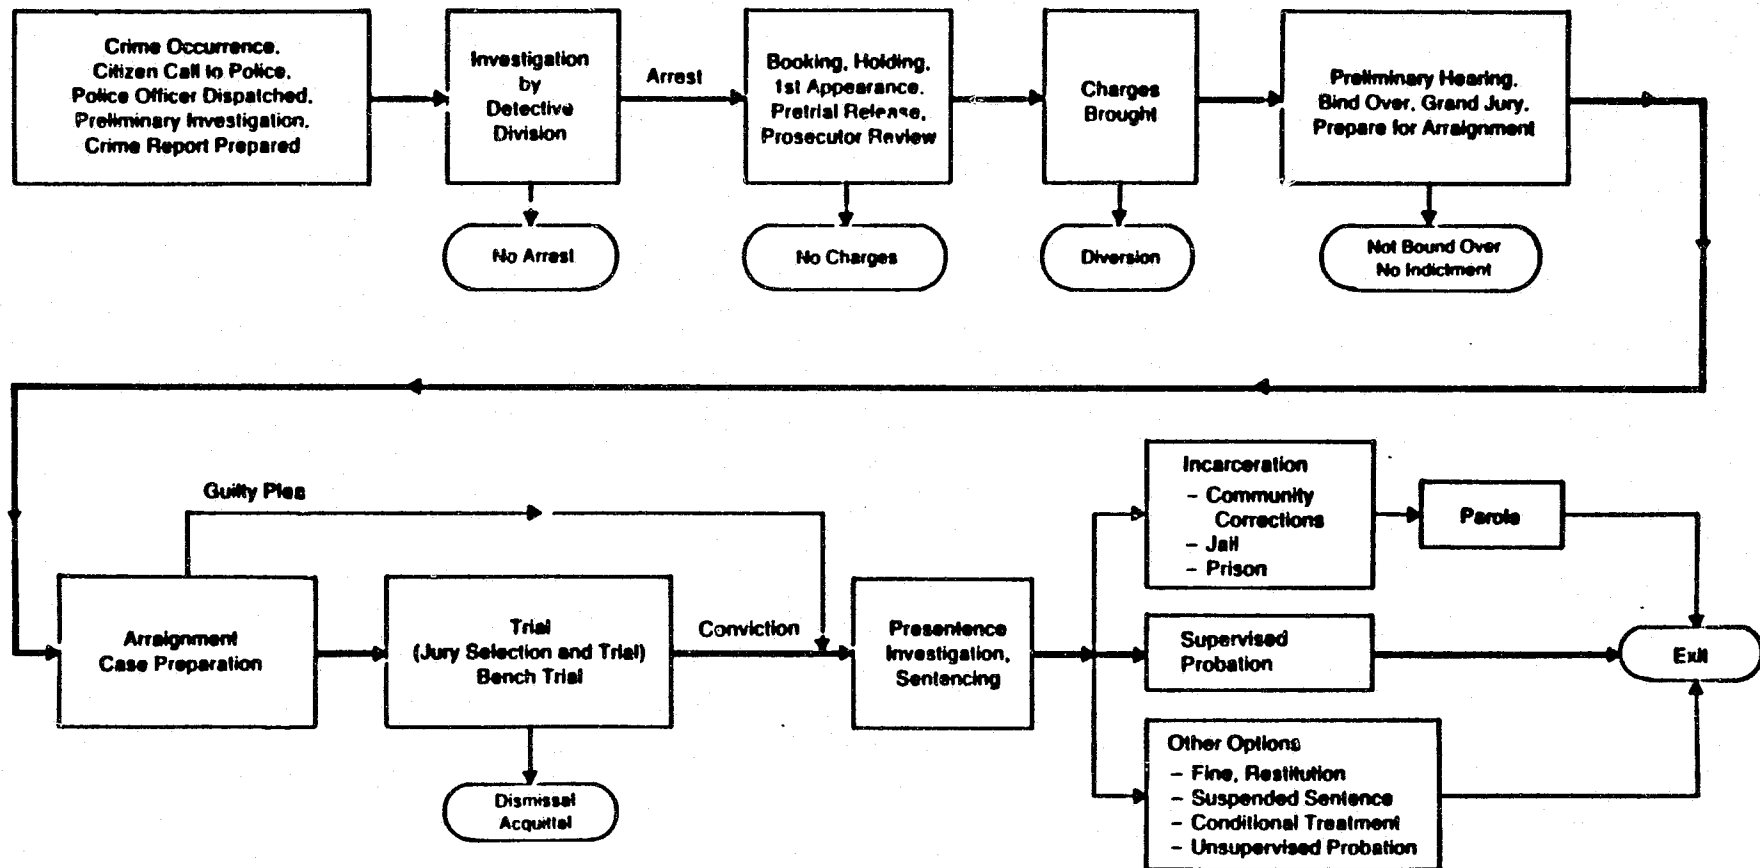 Crime Occurrence,
Citizen Call to Police,
Police Officer Dispatched,
Preliminary Investigation,
Crime Report Prepared
Investigation
by
Detective
Division
Arrest
Booking, Holding,
1st Appearance,
Pretrial Release,
Prosecutor Review
Charges
Brought
Preliminary Hearing,
Bind Over, Grand Jury,
Prepare for Arraignment
No Arrest
No Charges
Diversion
Not Bound Over
No Indictment
Guilty Plea
Arraignment
Case Preparation
Trial
(Jury Selection and Trial)
Bench Trial
Conviction
Presentence
Investigation,
Sentencing
Incarceration
– Community
Corrections
– Jail
– Prison
Parole
Supervised
Probation
Exit
Other Options
– Fine, Restitution
– Suspended Sentence
– Conditional Treatment
– Unsupervised Probation
Dismissal
Acquittal